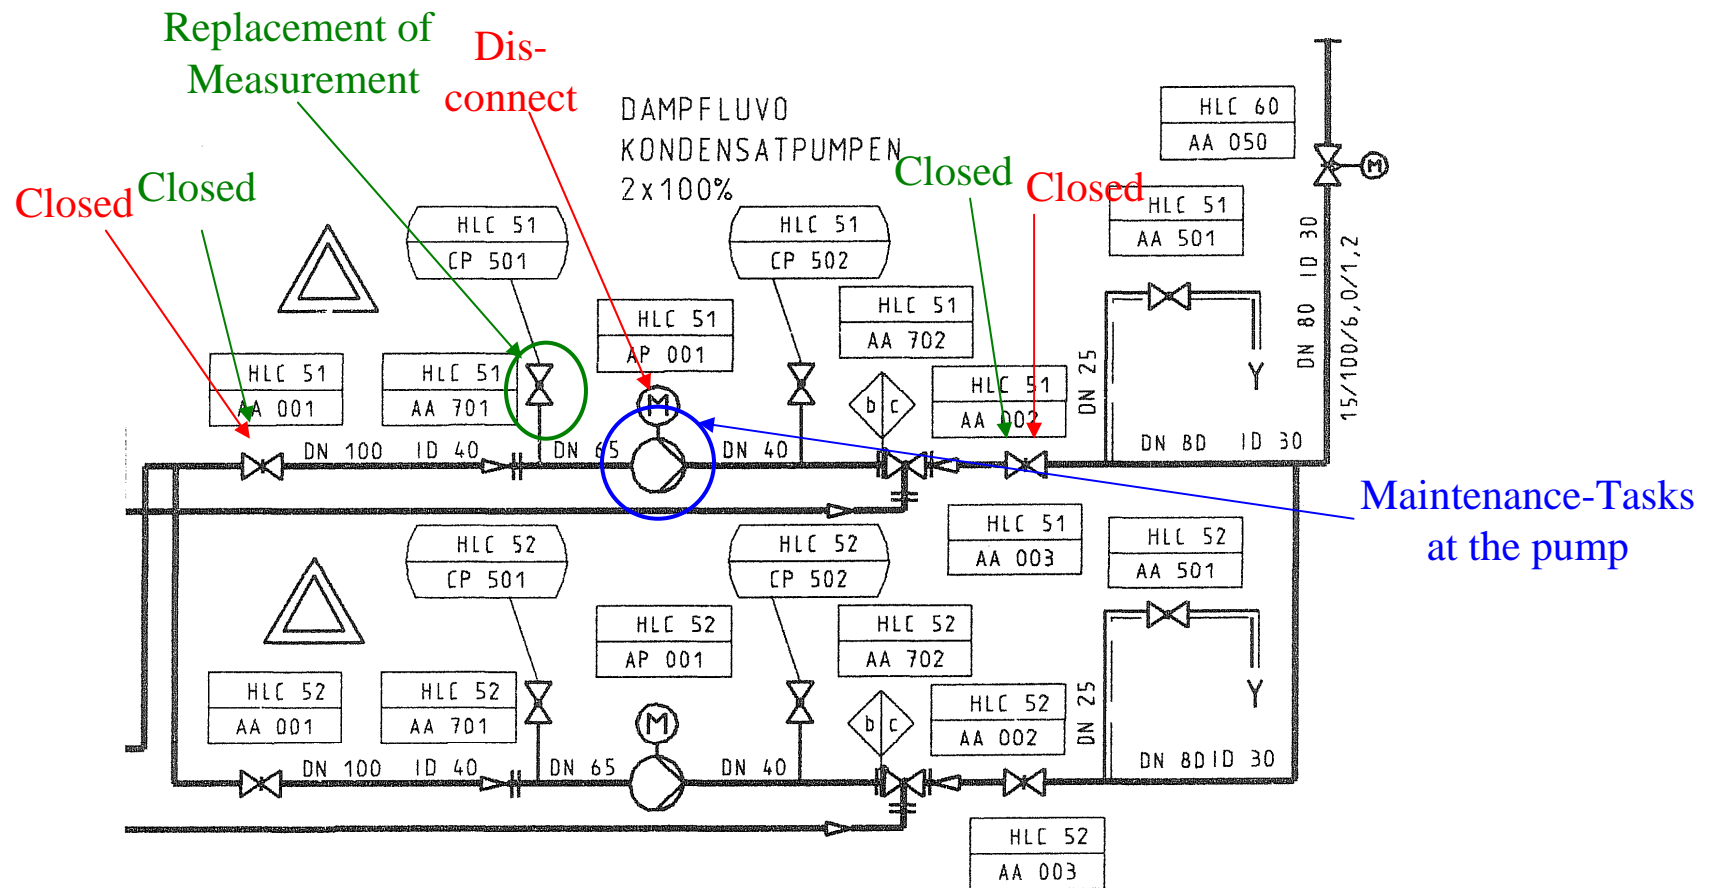 Replacement of
Measurement
Dis-
connect
DAMPFLUVO
KONDENSATPUMPEN
2x100%
Closed
Closed
Closed
Closed
HLC 60
AA 050
M
HLC 51
AA 501
HLC 51
CP 501
HLC 51
CP 502
HLC 51
AP 001
HLC 51
AA 702
HLC 51
AA 001
HLC 51
AA 701
M
b c
HLC 51
AA 002
DN 25
Y
DN 80 ID 30
15/100/6,0/1,2
DN 100 ID 40
DN 65
DN 40
DN 80 ID 30
Maintenance-Tasks
at the pump
HLC 51
AA 003
HLC 52
AA 501
HLC 52
CP 501
HLC 52
CP 502
HLC 52
AP 001
HLC 52
AA 702
HLC 52
AA 001
HLC 52
AA 701
M
b c
HLC 52
AA 002
DN 25
Y
DN 100 ID 40
DN 65
DN 40
DN 80 ID 30
HLC 52
AA 003